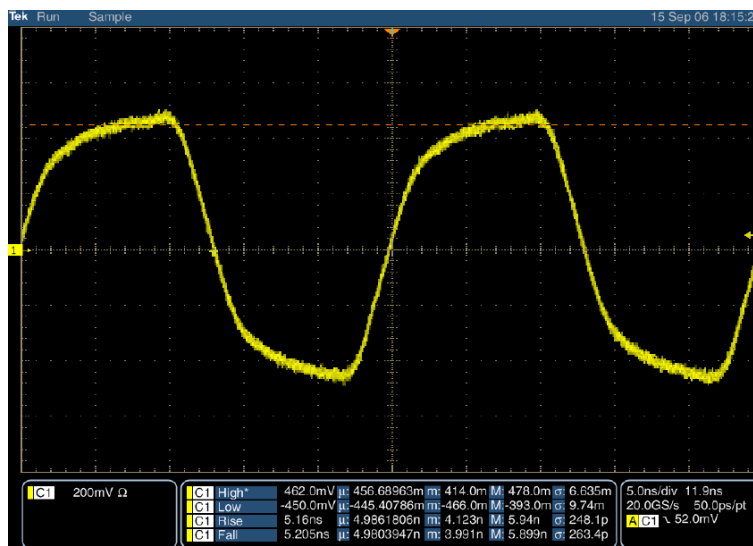 Tek Run Sample 15 Sep 06 18:15:2
1
C1 200mV Ω
C1 High* 462.0mV µ: 456.68963m m: 414.0m M: 478.0m σ: 6.635m
C1 Low -450.0mV µ: -445.40786m m: -466.0m M: -393.0m σ: 9.74m
C1 Rise 5.16ns µ: 4.9861806n m: 4.123n M: 5.94n σ: 248.1p
C1 Fall 5.205ns µ: 4.9803947n m: 3.991n M: 5.899n σ: 263.4p
5.0ns/div 11.9ns
20.0GS/s 50.0ps/pt
A C1 ↘ 52.0mV